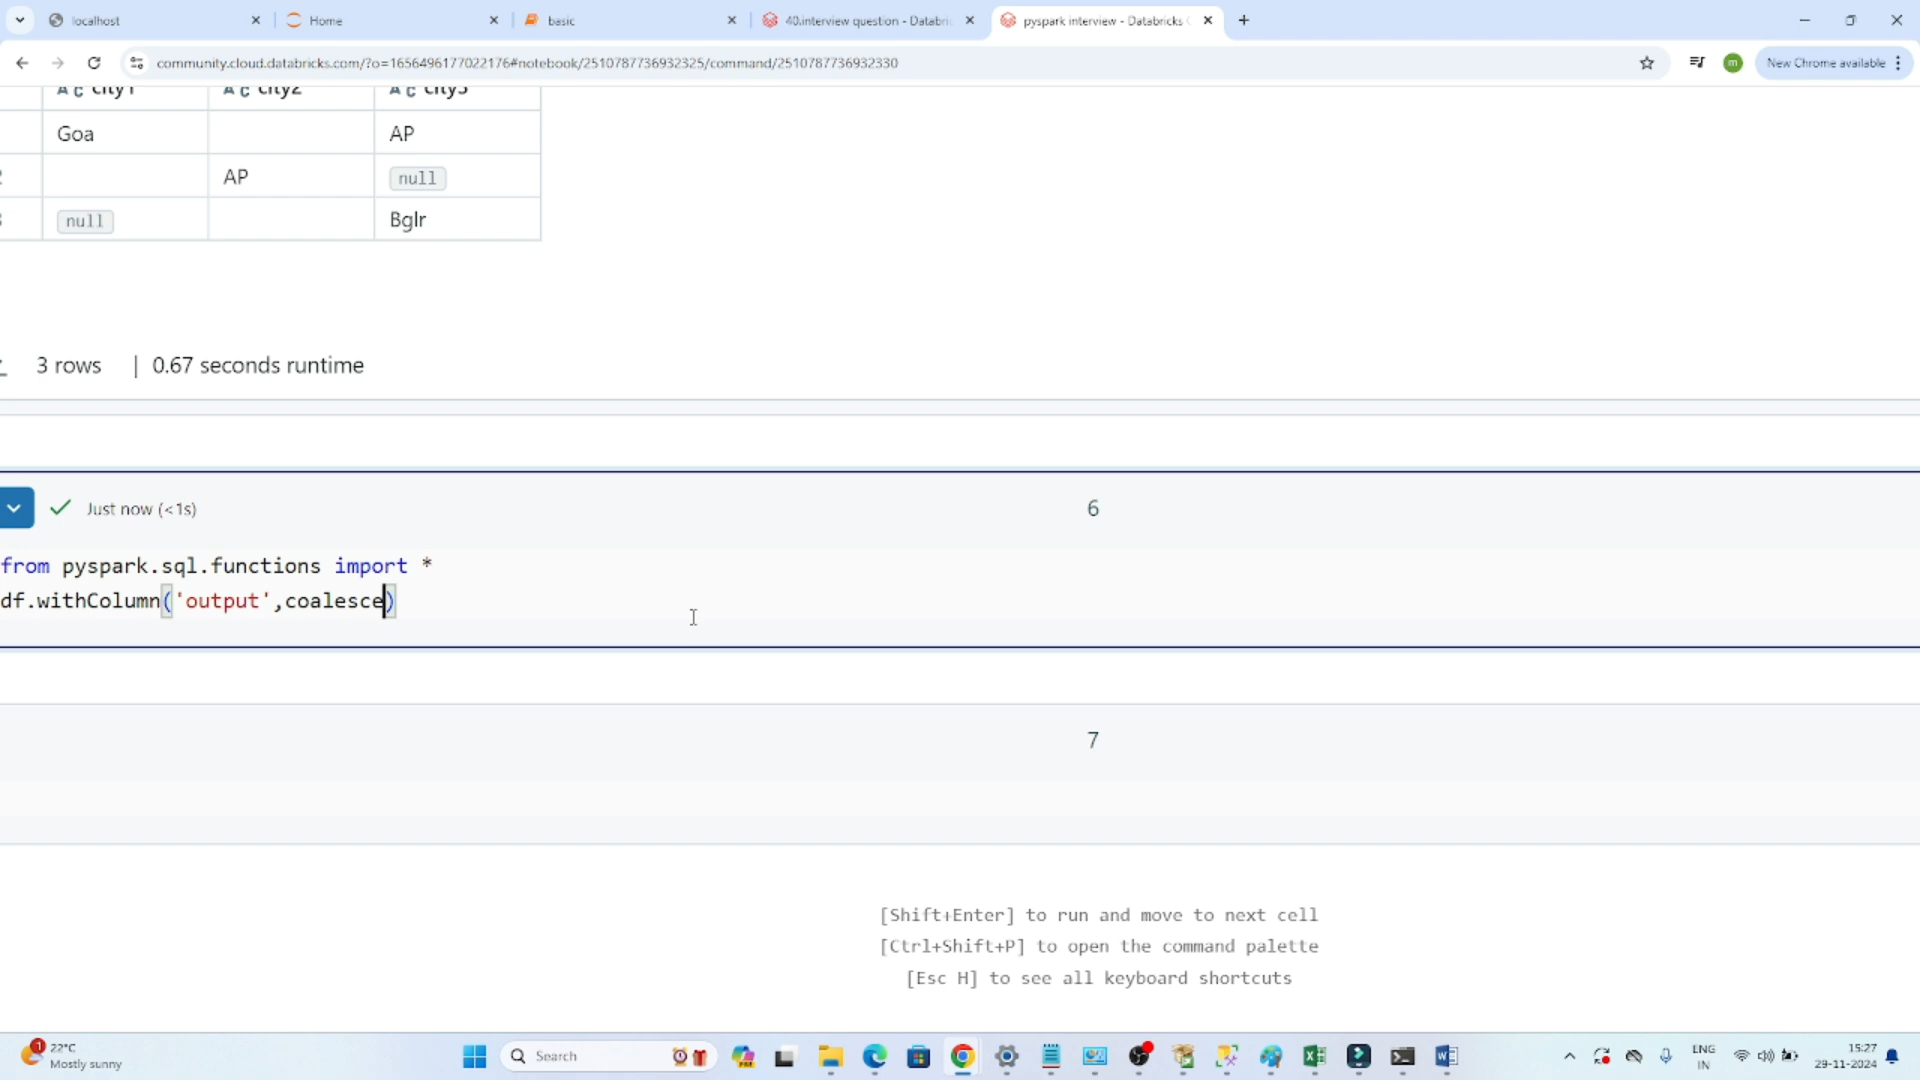 localhost
Home
basic
40.interview question - Databric
pyspark interview - Databricks C
community.cloud.databricks.com/?o=1656496177022176#notebook/2510787736932325/command/2510787736932330
New Chrome available
city1 city2 city3
Goa AP
AP null
null Bglr
3 rows | 0.67 seconds runtime
Just now (<1s)
6
from pyspark.sql.functions import *
df.withColumn('output',coalesce)
7
[Shift+Enter] to run and move to next cell
[Ctrl+Shift+P] to open the command palette
[Esc H] to see all keyboard shortcuts
22°C
Mostly sunny
Search
ENG
IN
15:27
29-11-2024